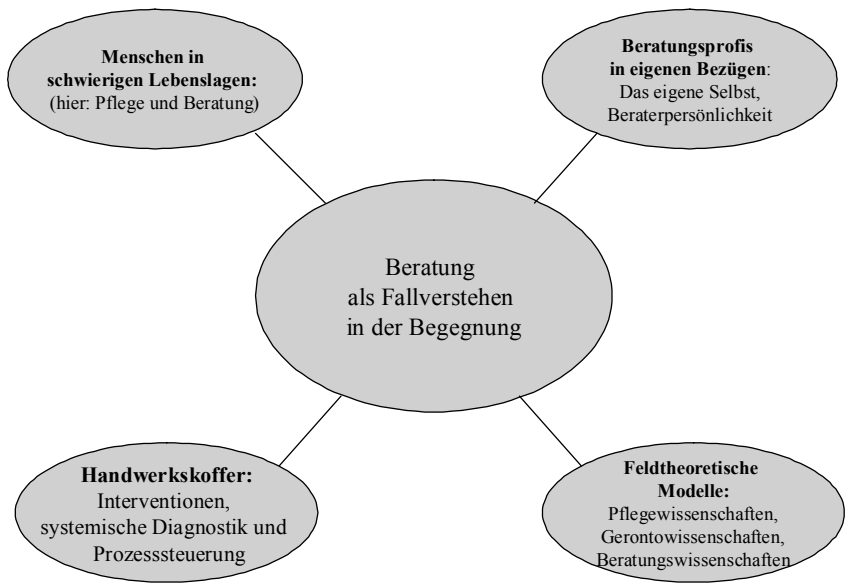 Menschen in
schwierigen Lebenslagen:
(hier: Pflege und Beratung)
Beratungsprofis
in eigenen Bezügen:
Das eigene Selbst,
Beraterpersönlichkeit
Beratung
als Fallverstehen
in der Begegnung
Handwerkskoffer:
Interventionen,
systemische Diagnostik und
Prozesssteuerung
Feldtheoretische
Modelle:
Pflegewissenschaften,
Gerontowissenschaften,
Beratungswissenschaften